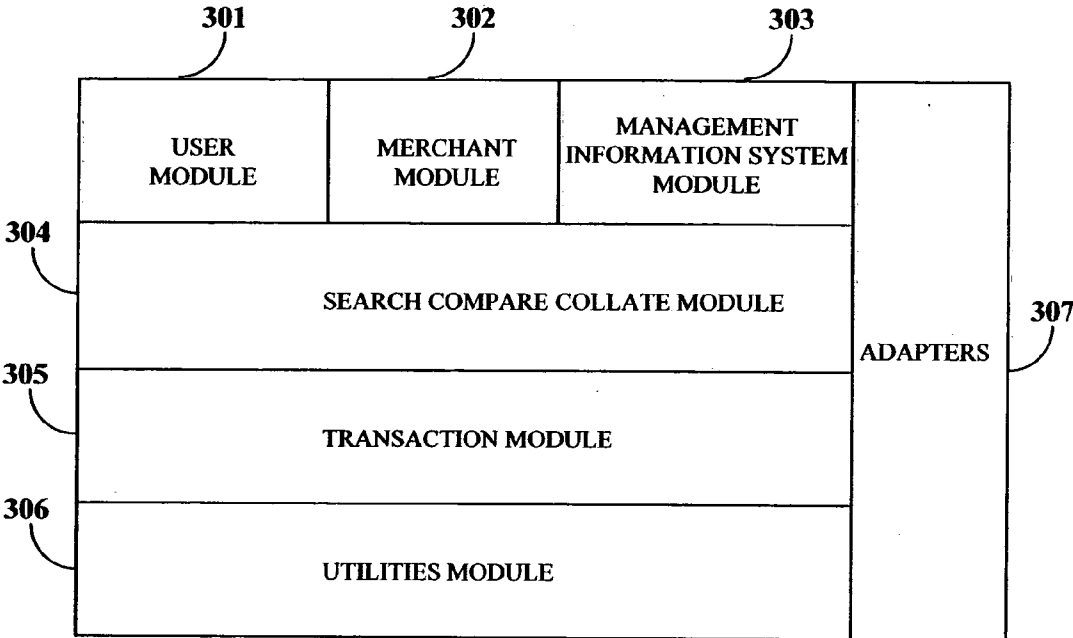 301
302
303
USER
MODULE
MERCHANT
MODULE
MANAGEMENT
INFORMATION SYSTEM
MODULE
304
SEARCH COMPARE COLLATE MODULE
307
ADAPTERS
305
TRANSACTION MODULE
306
UTILITIES MODULE